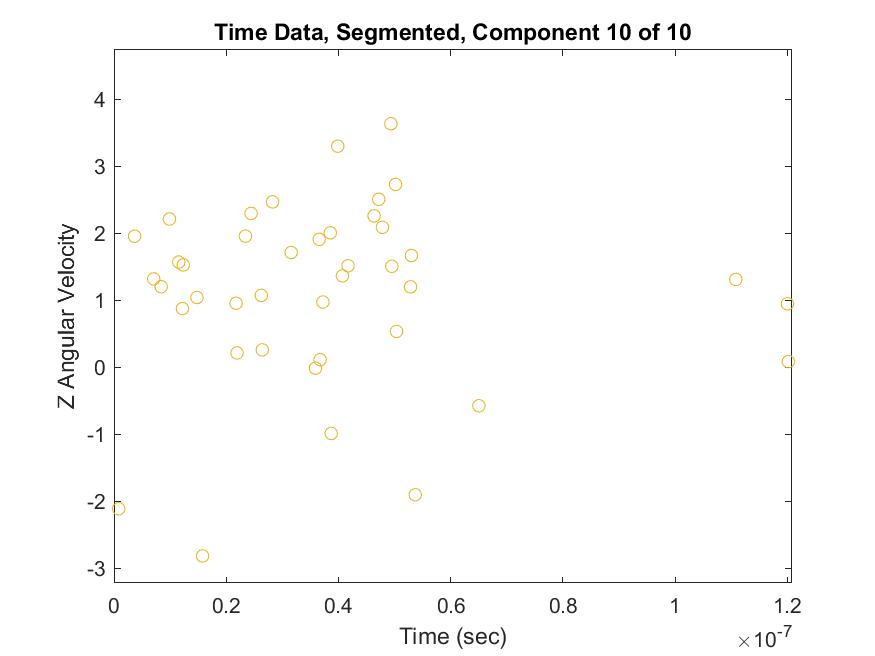 Time Data, Segmented, Component 10 of 10
4
3
2
1
0
-1
-2
-3
Z Angular Velocity
0 0.2 0.4 0.6 0.8 1 1.2
Time (sec)
×10-7